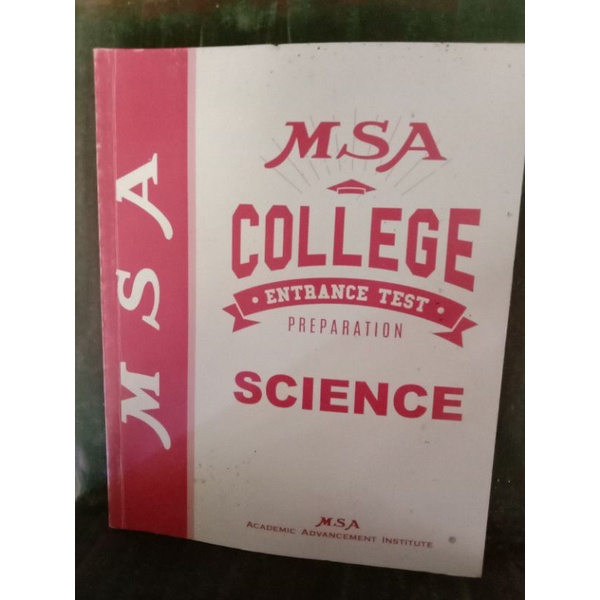 MSA
MSA
COLLEGE
• ENTRANCE TEST •
PREPARATION
SCIENCE
MSA
ACADEMIC ADVANCEMENT INSTITUTE